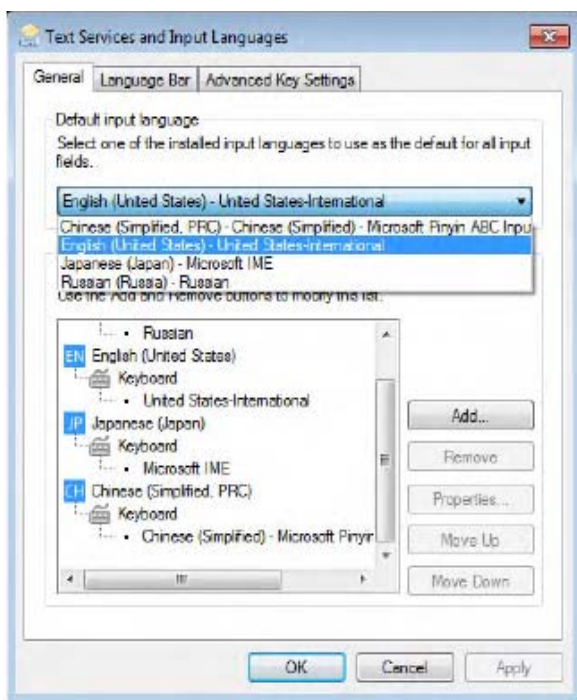 Text Services and Input Languages
General Language Bar Advanced Key Settings
Default input language
Select one of the installed input languages to use as the default for all input
fields.
English (United States) - United States-International
Chinese (Simplified, PRC) - Chinese (Simplified) - Microsoft Pinyin ABC Inpu
English (United States) - United States-International
Japanese (Japan) - Microsoft IME
Russian (Russia) - Russian
Use the Add and Remove buttons to modify this list.
Russian
EN English (United States)
Keyboard
United States-International
JP Japanese (Japan)
Keyboard
Microsoft IME
CH Chinese (Simplified, PRC)
Keyboard
Chinese (Simplified) - Microsoft Pinyin
Add...
Remove
Properties...
Move Up
Move Down
OK Cancel Apply